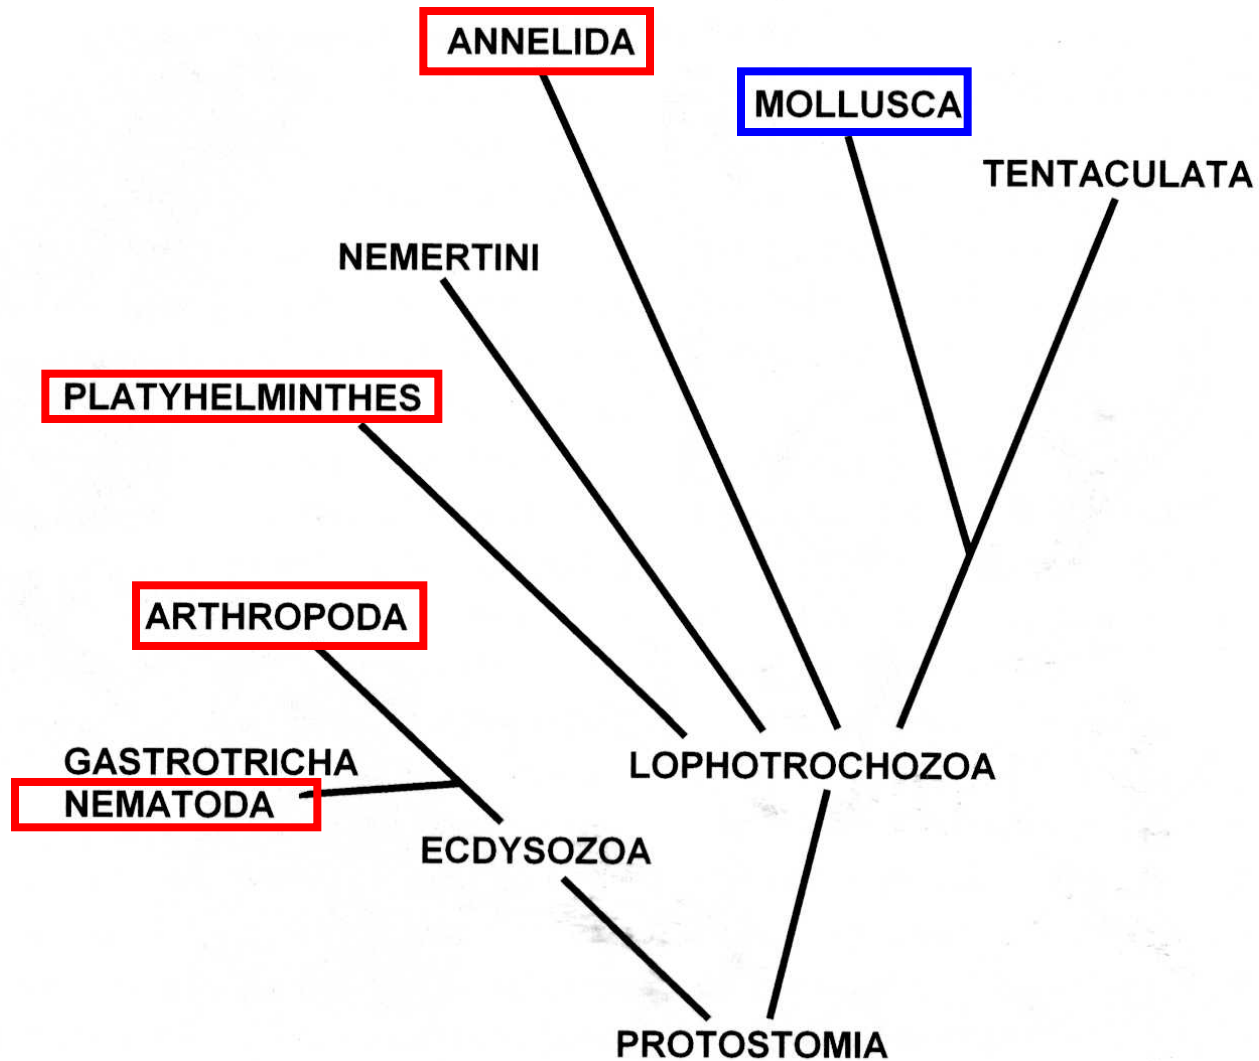 ANNELIDA
MOLLUSCA
TENTACULATA
NEMERTINI
PLATYHELMINTHES
ARTHROPODA
GASTROTRICHA
NEMATODA
LOPHOTROCHOZOA
ECDYSOZOA
PROTOSTOMIA